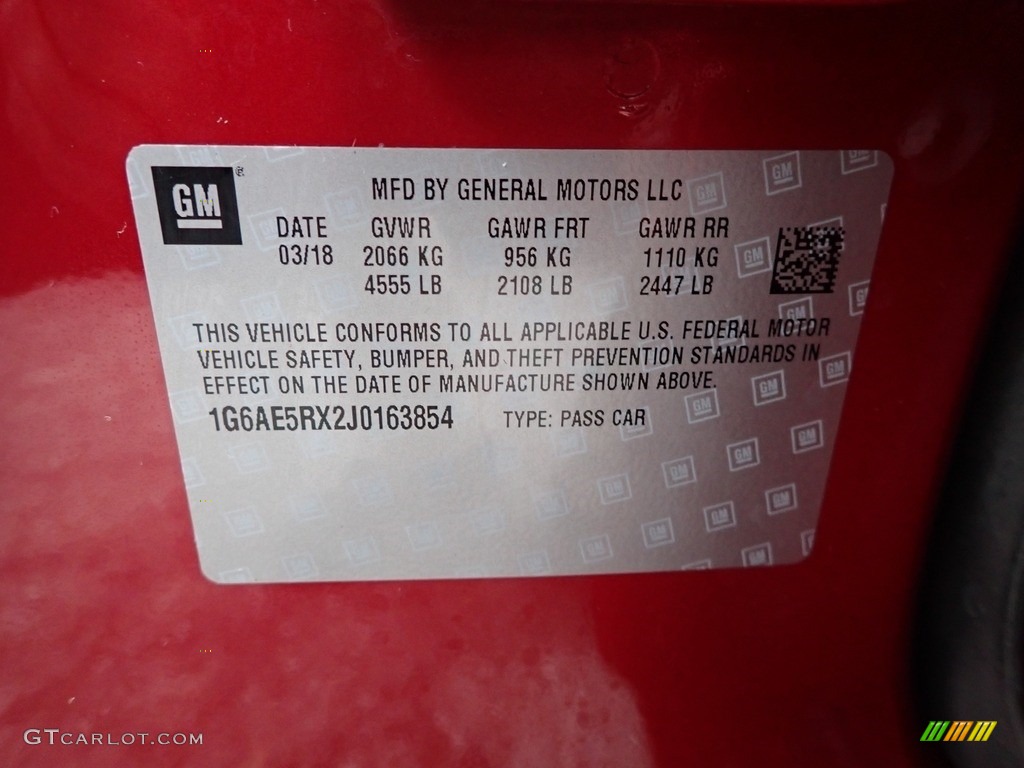 GM
MFD BY GENERAL MOTORS LLC
DATE GVWR GAWR FRT GAWR RR
03/18 2066 KG 956 KG 1110 KG
4555 LB 2108 LB 2447 LB
THIS VEHICLE CONFORMS TO ALL APPLICABLE U.S. FEDERAL MOTOR
VEHICLE SAFETY, BUMPER, AND THEFT PREVENTION STANDARDS IN
EFFECT ON THE DATE OF MANUFACTURE SHOWN ABOVE.
1G6AE5RX2J0163854 TYPE: PASS CAR
GTCARLOT.COM